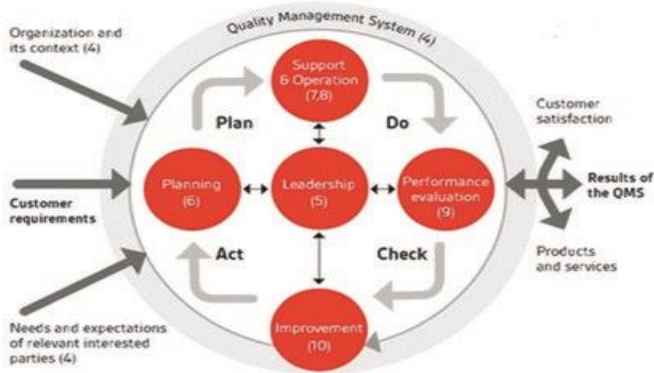 Quality Management System (4)
Organization and
its context (4)
Support
& Operation
(7,8)
Plan
Do
Customer
satisfaction
Planning
(6)
Leadership
(5)
Performance
evaluation
(9)
Customer
requirements
Results of
the QMS
Act
Check
Products
and services
Needs and expectations
of relevant interested
parties (4)
Improvement
(10)